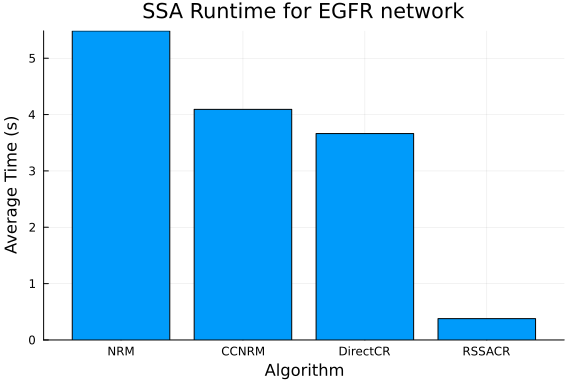 SSA Runtime for EGFR network
Average Time (s)
5
4
3
2
1
0
NRM CCNRM DirectCR RSSACR
Algorithm